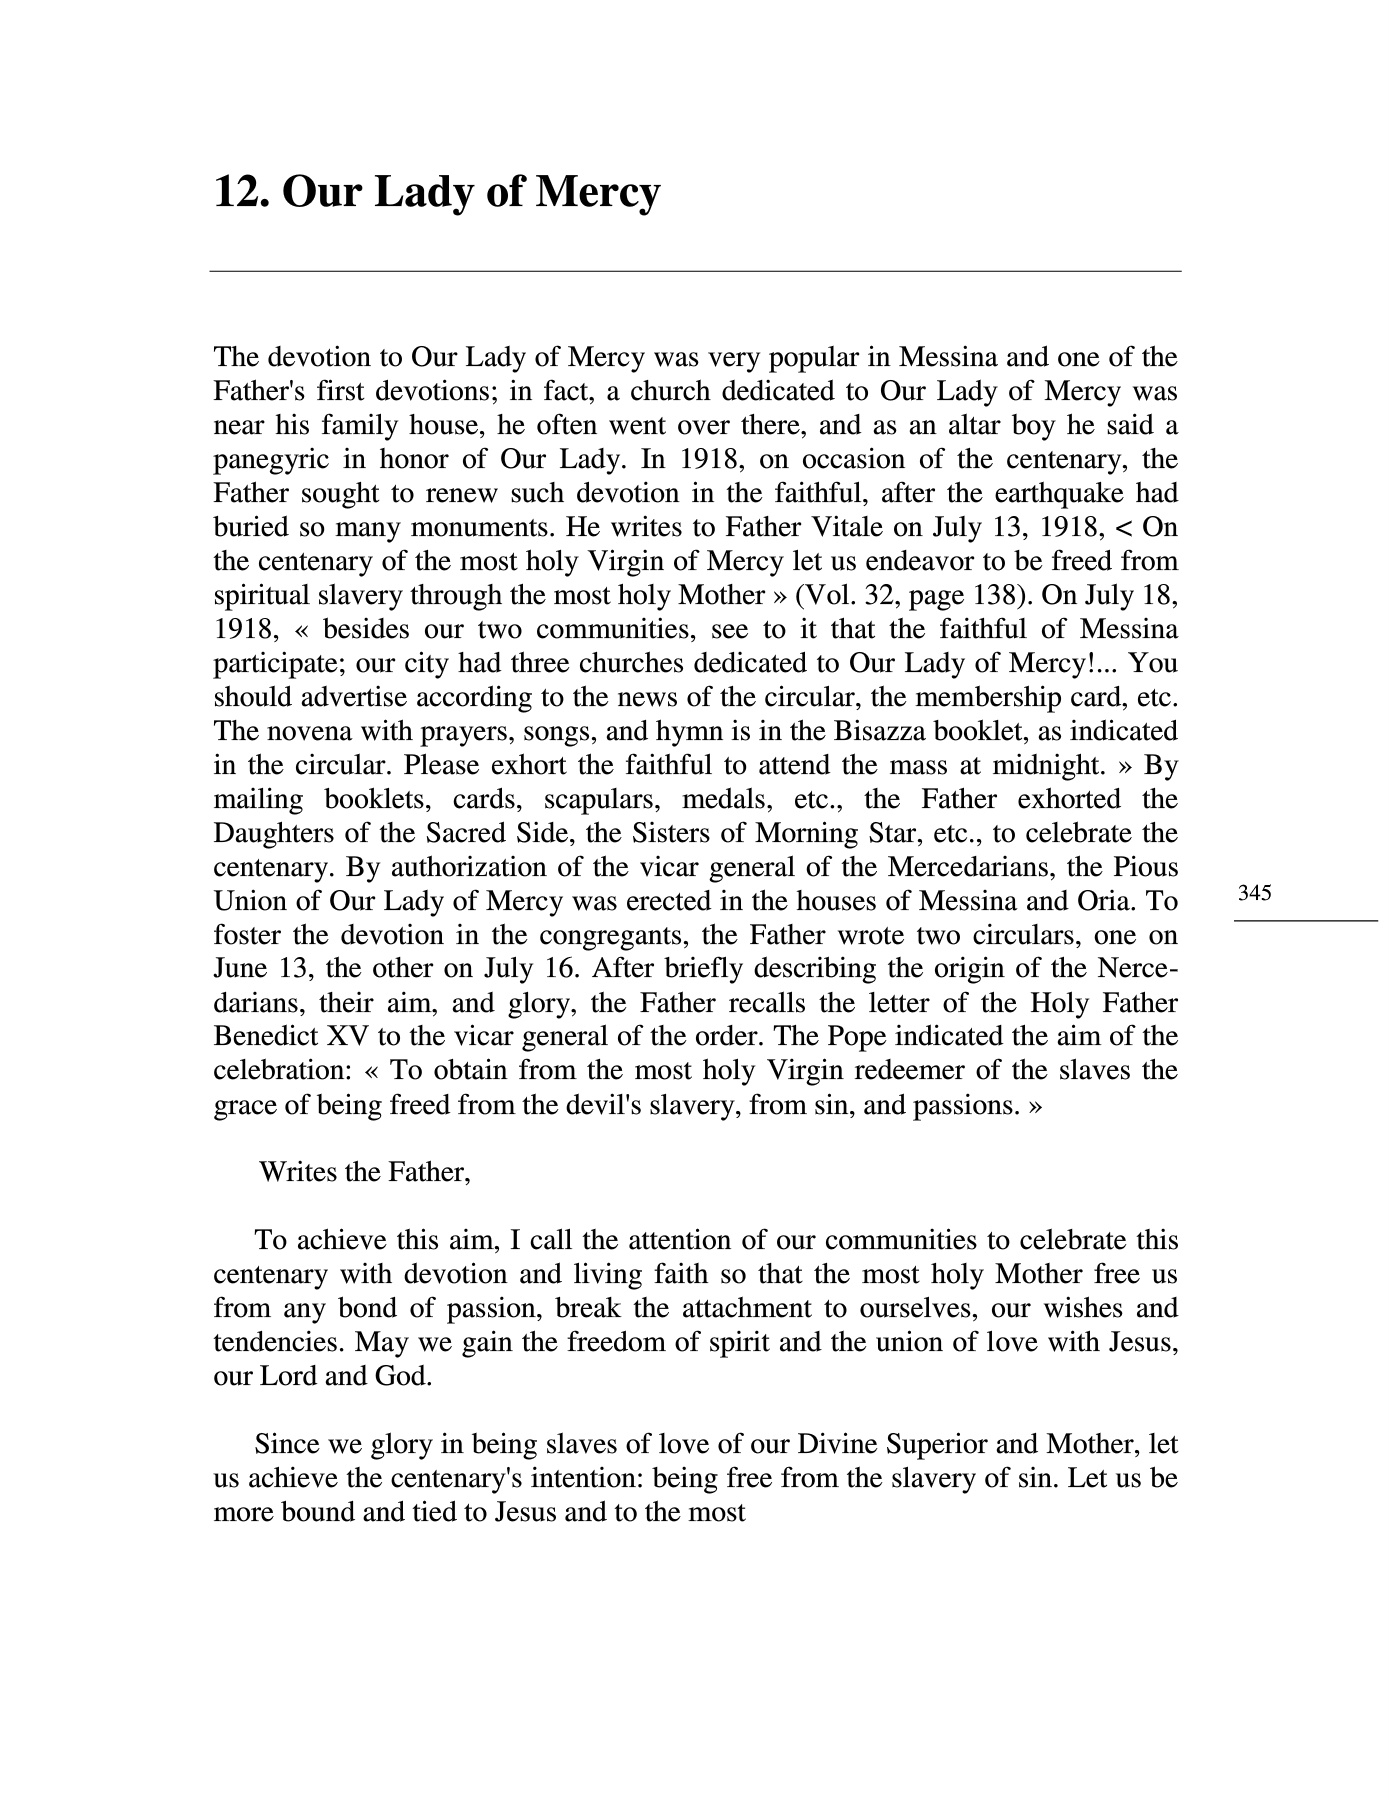 12. Our Lady of Mercy
The devotion to Our Lady of Mercy was very popular in Messina and one of the
Father's first devotions; in fact, a church dedicated to Our Lady of Mercy was
near his family house, he often went over there, and as an altar boy he said a
panegyric in honor of Our Lady. In 1918, on occasion of the centenary, the
Father sought to renew such devotion in the faithful, after the earthquake had
buried so many monuments. He writes to Father Vitale on July 13, 1918, < On
the centenary of the most holy Virgin of Mercy let us endeavor to be freed from
spiritual slavery through the most holy Mother » (Vol. 32, page 138). On July 18,
1918, « besides our two communities, see to it that the faithful of Messina
participate; our city had three churches dedicated to Our Lady of Mercy!... You
should advertise according to the news of the circular, the membership card, etc.
The novena with prayers, songs, and hymn is in the Bisazza booklet, as indicated
in the circular. Please exhort the faithful to attend the mass at midnight. » By
mailing booklets, cards, scapulars, medals, etc., the Father exhorted the
Daughters of the Sacred Side, the Sisters of Morning Star, etc., to celebrate the
centenary. By authorization of the vicar general of the Mercedarians, the Pious
Union of Our Lady of Mercy was erected in the houses of Messina and Oria. To
foster the devotion in the congregants, the Father wrote two circulars, one on
June 13, the other on July 16. After briefly describing the origin of the Nerce-
darians, their aim, and glory, the Father recalls the letter of the Holy Father
Benedict XV to the vicar general of the order. The Pope indicated the aim of the
celebration: « To obtain from the most holy Virgin redeemer of the slaves the
grace of being freed from the devil's slavery, from sin, and passions. »
Writes the Father,
To achieve this aim, I call the attention of our communities to celebrate this
centenary with devotion and living faith so that the most holy Mother free us
from any bond of passion, break the attachment to ourselves, our wishes and
tendencies. May we gain the freedom of spirit and the union of love with Jesus,
our Lord and God.
Since we glory in being slaves of love of our Divine Superior and Mother, let
us achieve the centenary's intention: being free from the slavery of sin. Let us be
more bound and tied to Jesus and to the most
345